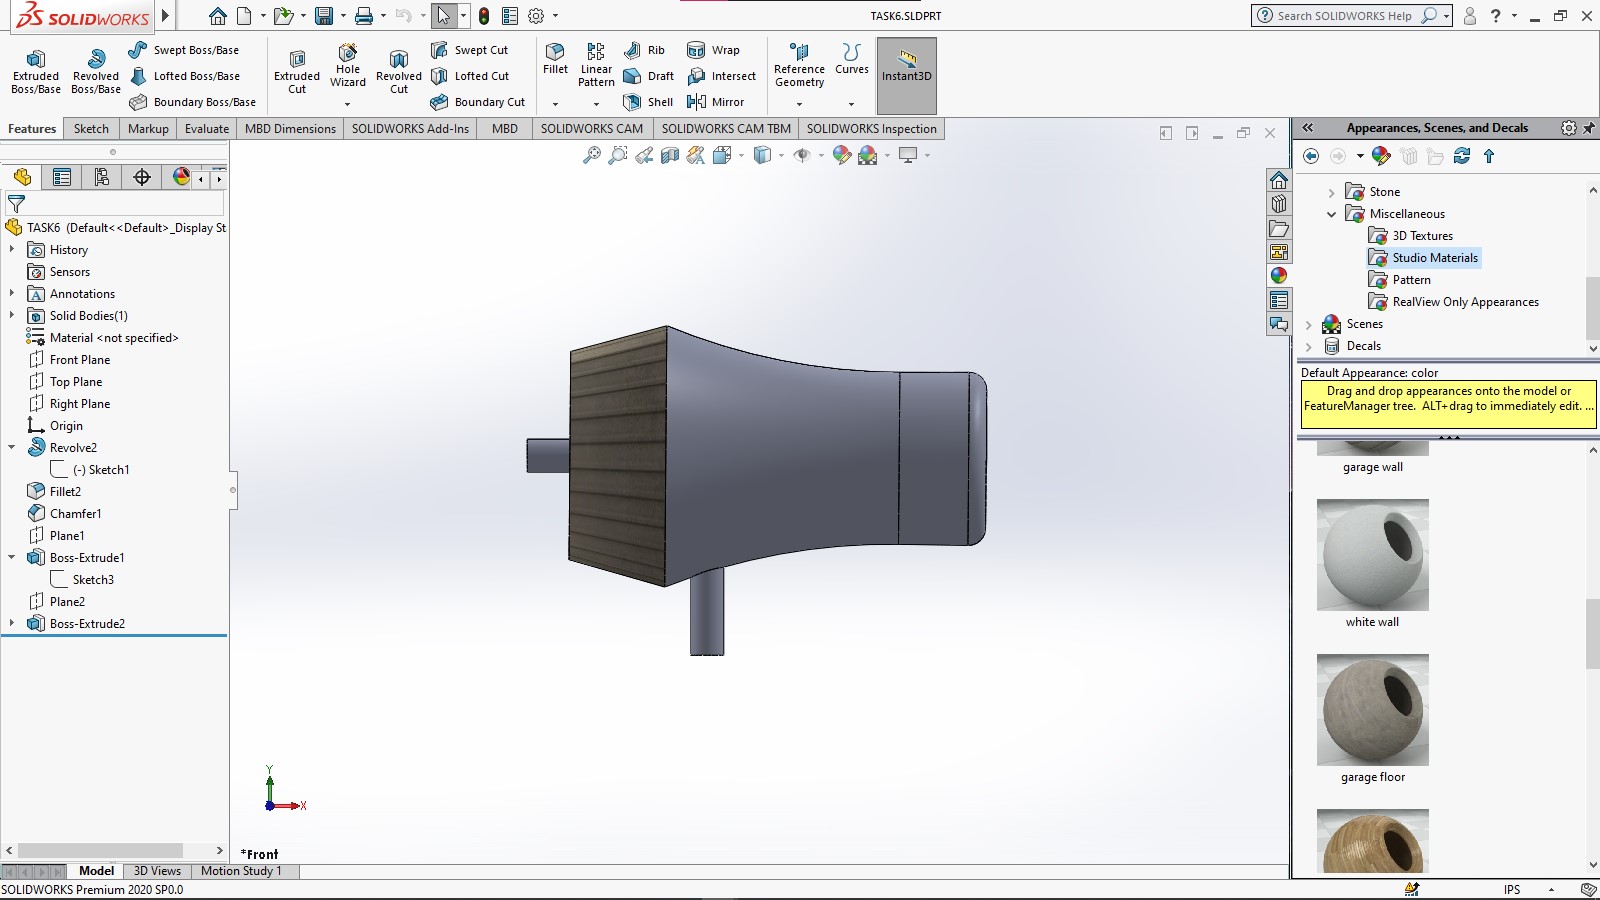 SOLIDWORKS
TASK6.SLDPRT
Search SOLIDWORKS Help
?
Extruded Boss/Base
Revolved Boss/Base
Swept Boss/Base
Lofted Boss/Base
Boundary Boss/Base
Extruded Cut
Hole Wizard
Revolved Cut
Swept Cut
Lofted Cut
Boundary Cut
Fillet
Linear Pattern
Rib
Draft
Shell
Wrap
Intersect
Mirror
Reference Geometry
Curves
Instant3D
Features
Sketch
Markup
Evaluate
MBD Dimensions
SOLIDWORKS Add-Ins
MBD
SOLIDWORKS CAM
SOLIDWORKS CAM TBM
SOLIDWORKS Inspection
TASK6 (Default<<Default>_Display St
History
Sensors
Annotations
Solid Bodies(1)
Material <not specified>
Front Plane
Top Plane
Right Plane
Origin
Revolve2
(-) Sketch1
Fillet2
Chamfer1
Plane1
Boss-Extrude1
Sketch3
Plane2
Boss-Extrude2
Y
X
*Front
Appearances, Scenes, and Decals
Stone
Miscellaneous
3D Textures
Studio Materials
Pattern
RealView Only Appearances
Scenes
Decals
Default Appearance: color
Drag and drop appearances onto the model or
FeatureManager tree. ALT+drag to immediately edit. ...
garage wall
white wall
garage floor
Model
3D Views
Motion Study 1
SOLIDWORKS Premium 2020 SP0.0
IPS